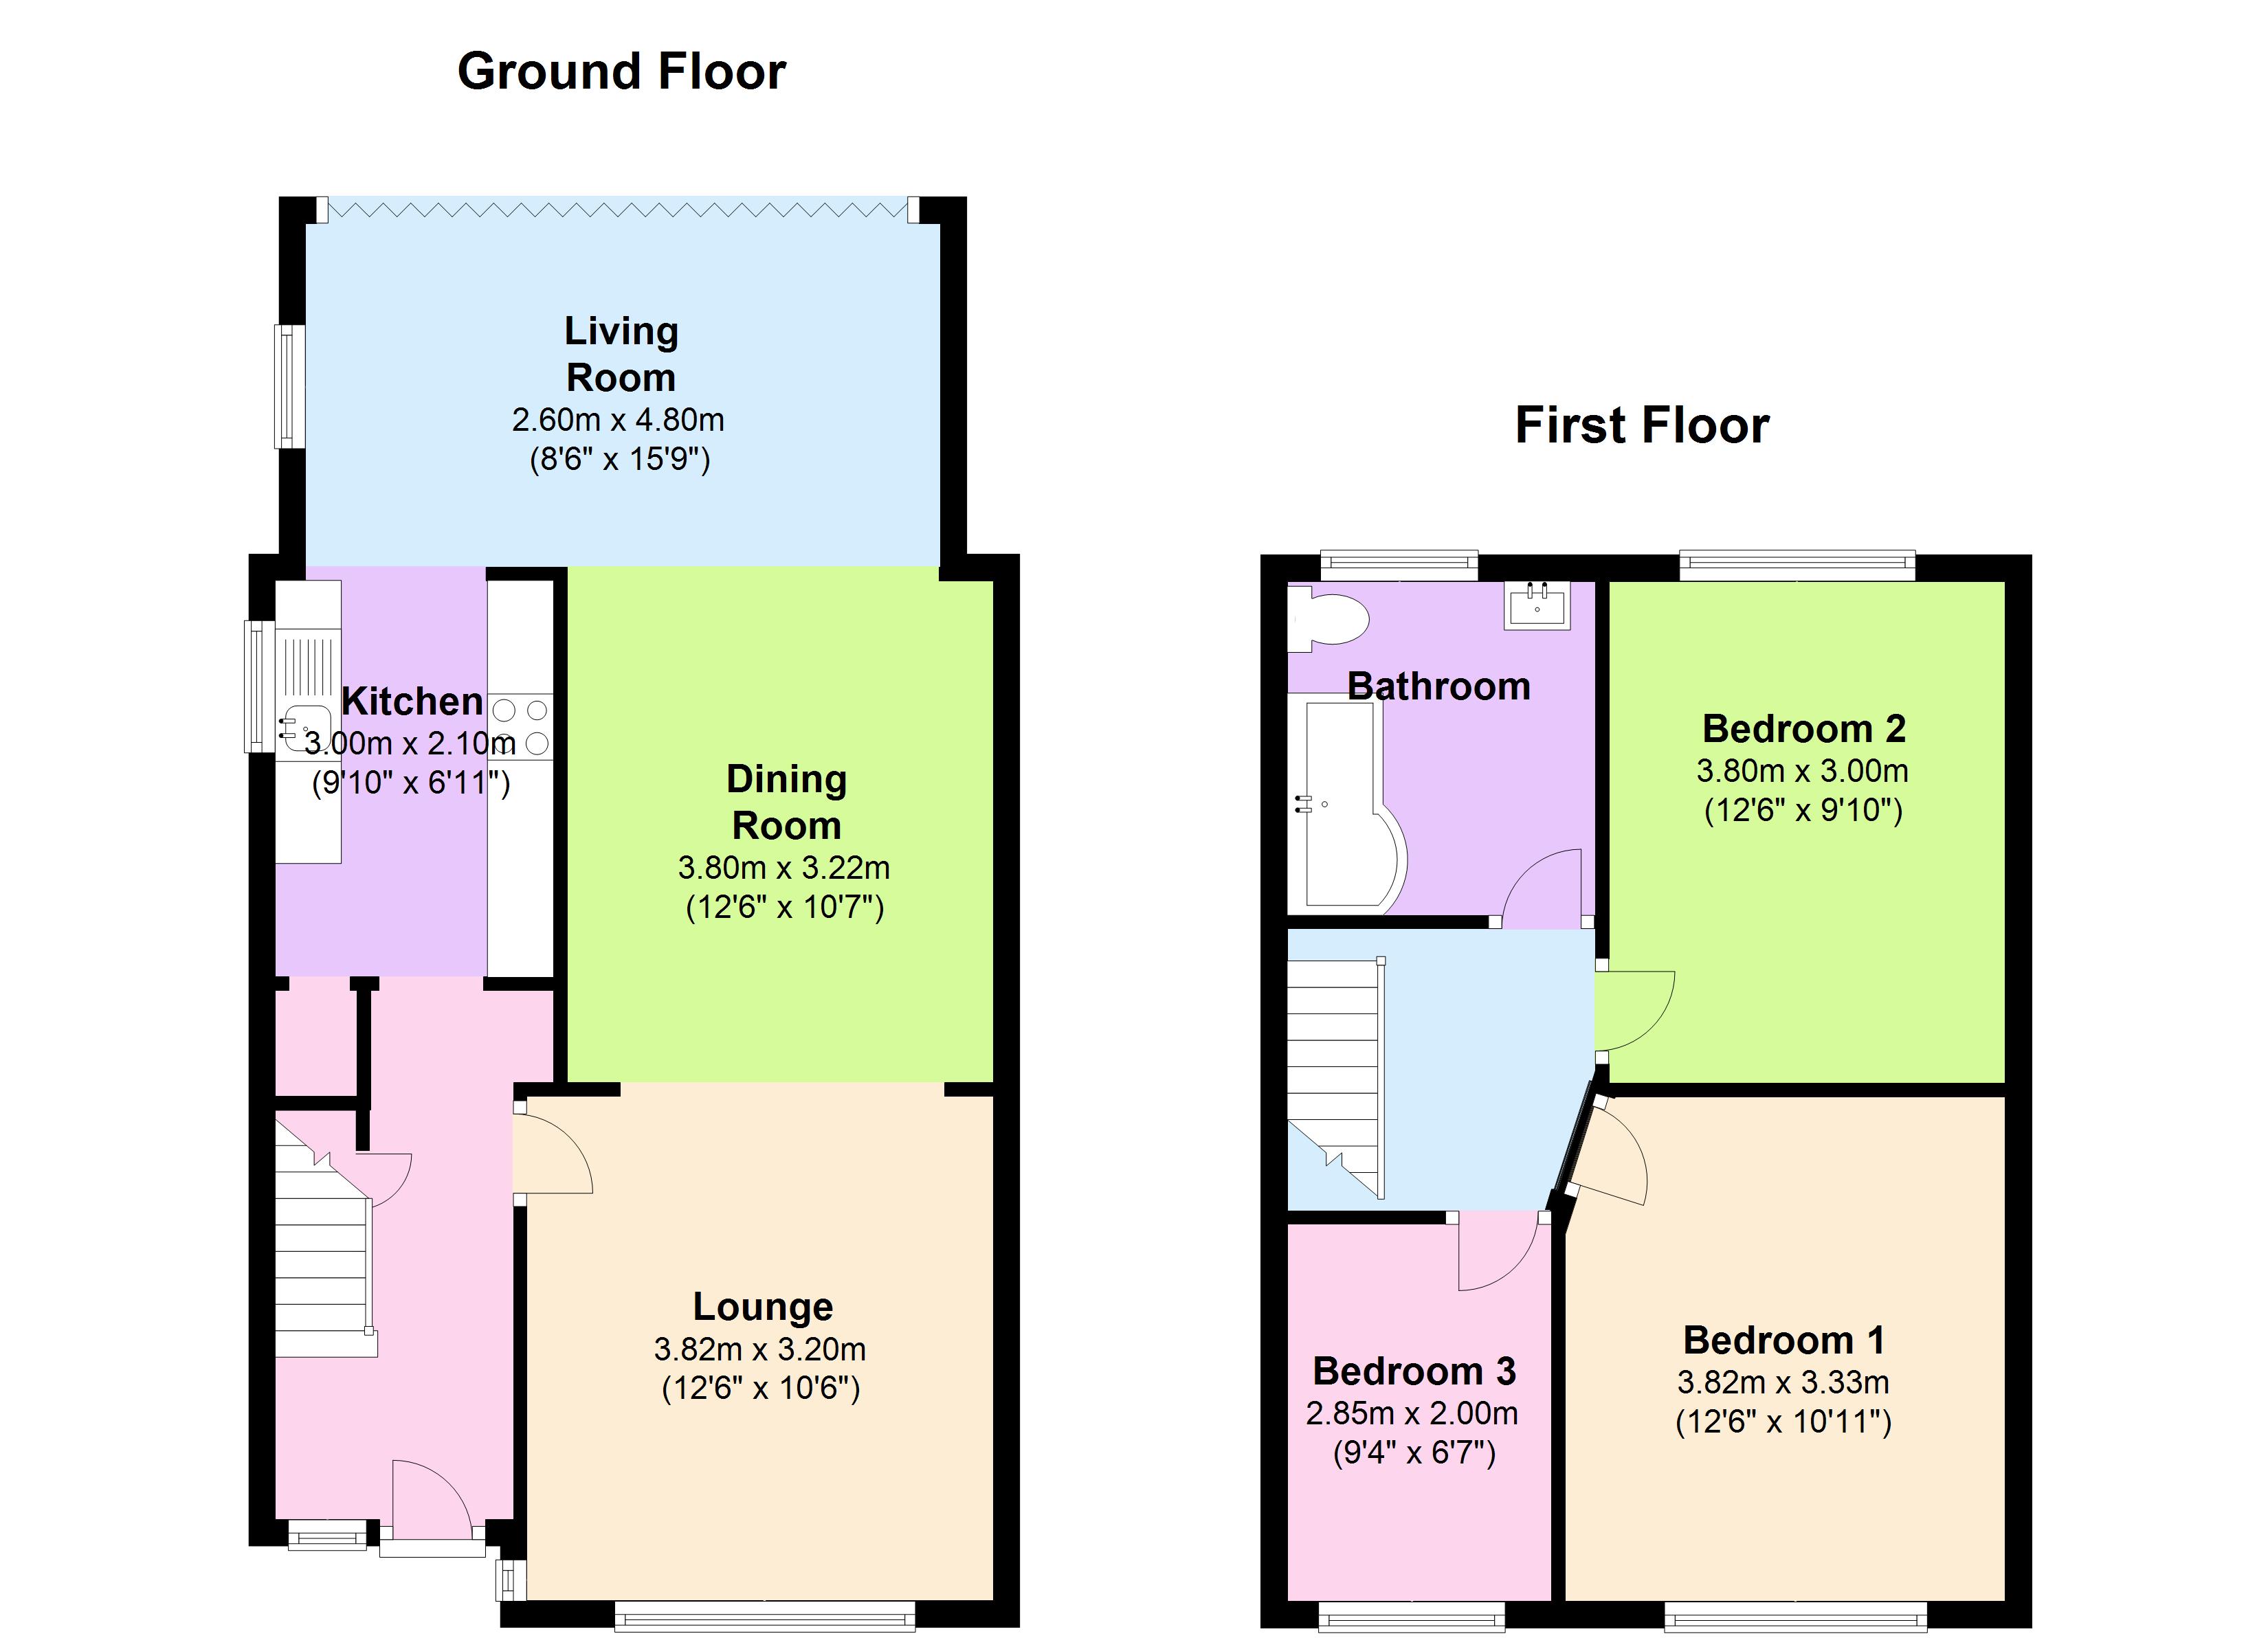 Ground Floor
Living
Room
2.60m x 4.80m
(8'6" x 15'9")
Kitchen
3.00m x 2.10m
(9'10" x 6'11")
Dining
Room
3.80m x 3.22m
(12'6" x 10'7")
Lounge
3.82m x 3.20m
(12'6" x 10'6")
First Floor
Bathroom
Bedroom 2
3.80m x 3.00m
(12'6" x 9'10")
Bedroom 3
2.85m x 2.00m
(9'4" x 6'7")
Bedroom 1
3.82m x 3.33m
(12'6" x 10'11")